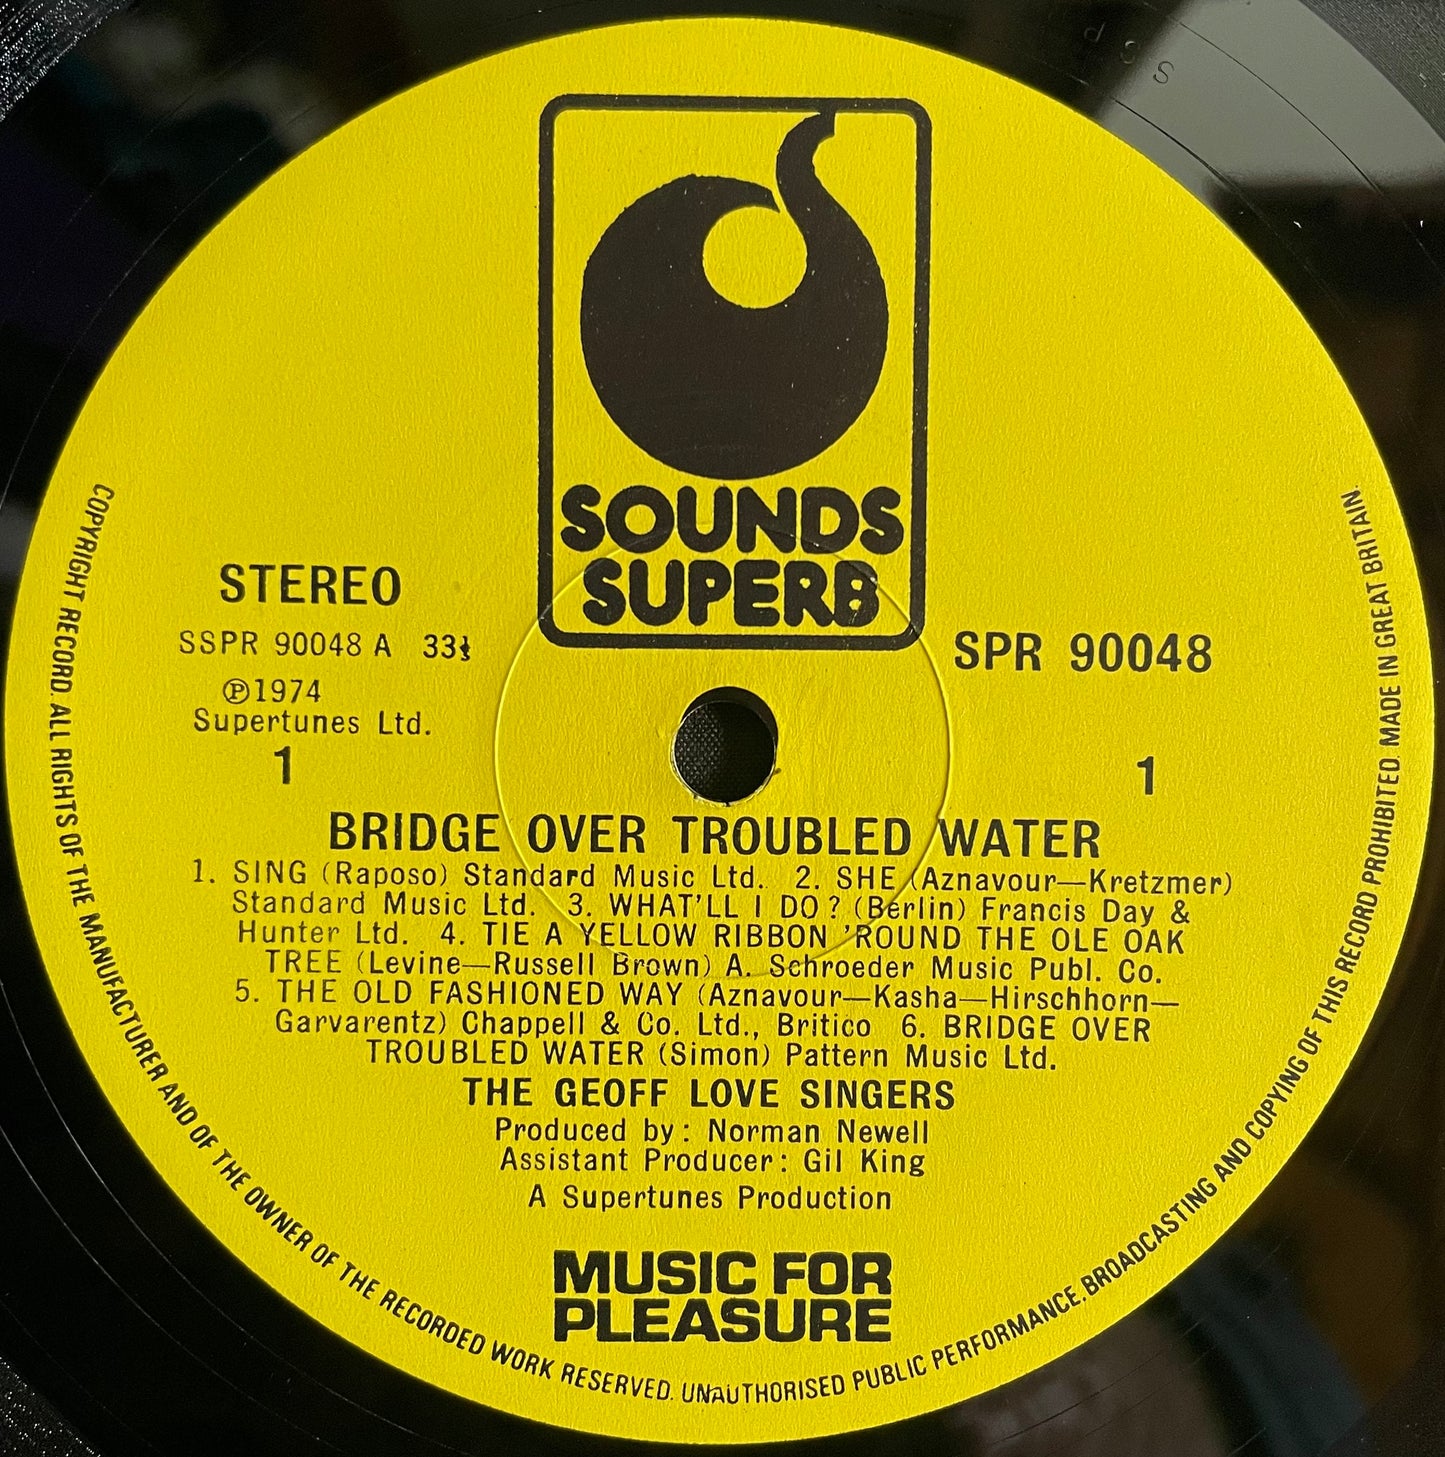 SOUNDS
SUPERB
STEREO
SSPR 90048 A 33⅓
SPR 90048
℗1974
Supertunes Ltd.
1
1
BRIDGE OVER TROUBLED WATER
1. SING (Raposo) Standard Music Ltd. 2. SHE (Aznavour—Kretzmer)
Standard Music Ltd. 3. WHAT'LL I DO? (Berlin) Francis Day &
Hunter Ltd. 4. TIE A YELLOW RIBBON 'ROUND THE OLE OAK
TREE (Levine—Russell Brown) A. Schroeder Music Publ. Co.
5. THE OLD FASHIONED WAY (Aznavour—Kasha—Hirschhorn—
Garvarentz) Chappell & Co. Ltd., Britico 6. BRIDGE OVER
TROUBLED WATER (Simon) Pattern Music Ltd.
THE GEOFF LOVE SINGERS
Produced by: Norman Newell
Assistant Producer: Gil King
A Supertunes Production
MUSIC FOR
PLEASURE
COPYRIGHT RECORD. ALL RIGHTS OF THE MANUFACTURER AND OF THE OWNER OF THE RECORDED WORK RESERVED. UNAUTHORISED PUBLIC PERFORMANCE. BROADCASTING AND COPYING OF THIS RECORD PROHIBITED. MADE IN GREAT BRITAIN.